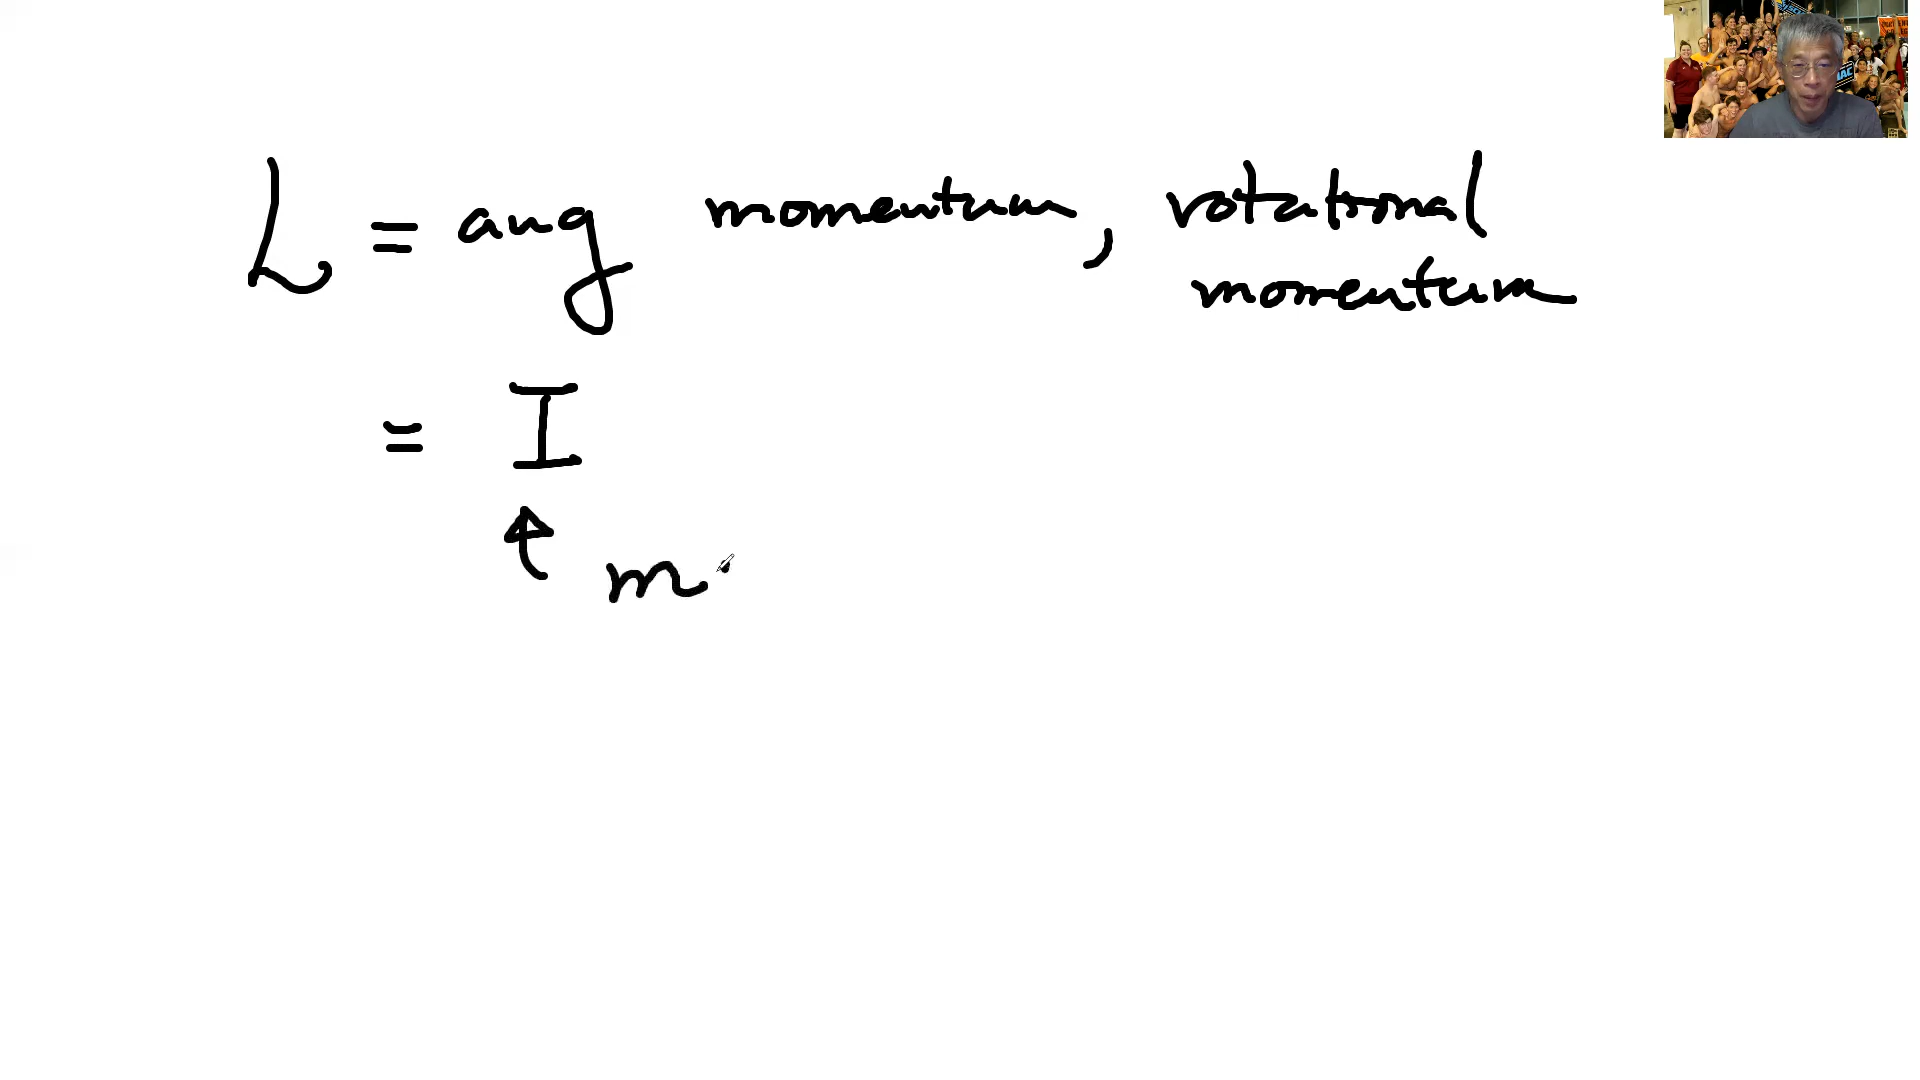 L = ang momentum, rotational
momentum
= I
↑ m